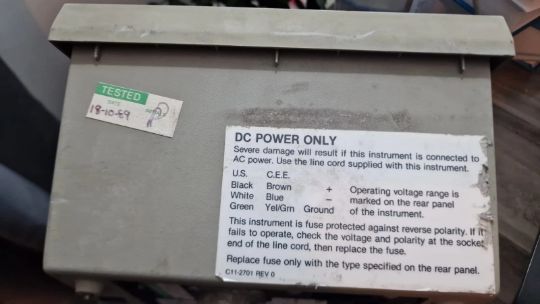 TESTED
DATE
18-10-89
DC POWER ONLY
Severe damage will result if this instrument is connected to
AC power. Use the line cord supplied with this instrument.
U.S. C.E.E.
Black Brown + Operating voltage range is
White Blue – marked on the rear panel
Green Yel/Grn Ground of the instrument.
This instrument is fuse protected against reverse polarity. If it
fails to operate, check the voltage and polarity at the socket
end of the line cord, then replace the fuse.
Replace fuse only with the type specified on the rear panel.
C11-2701 REV 0